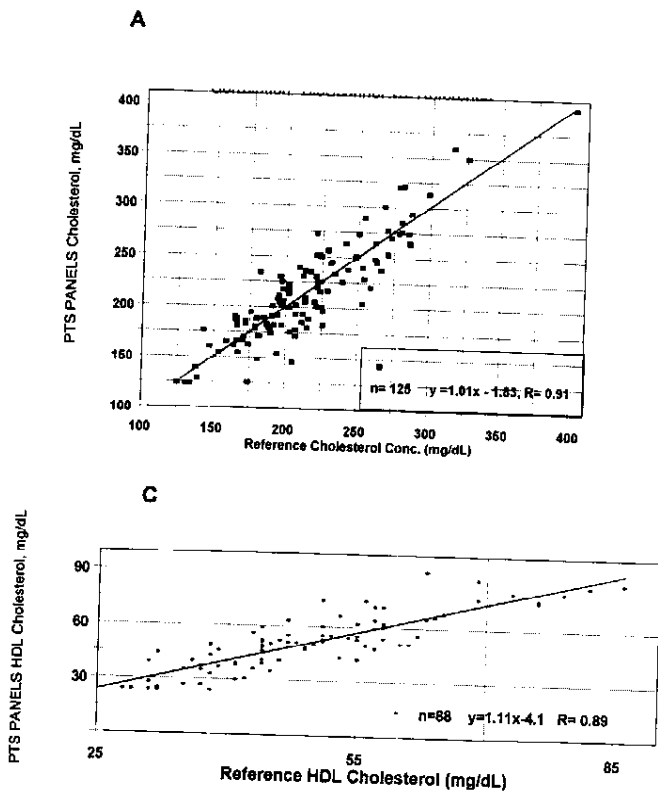 A
PTS PANELS Cholesterol, mg/dL
400
350
300
250
200
150
100
n= 125 y =1.01x - 1.83, R= 0.91
100 150 200 250 300 350 400
Reference Cholesterol Conc. (mg/dL)
C
PTS PANELS HDL Cholesterol, mg/dL
90
60
30
n=88 y=1.11x-4.1 R= 0.89
25 55 85
Reference HDL Cholesterol (mg/dL)